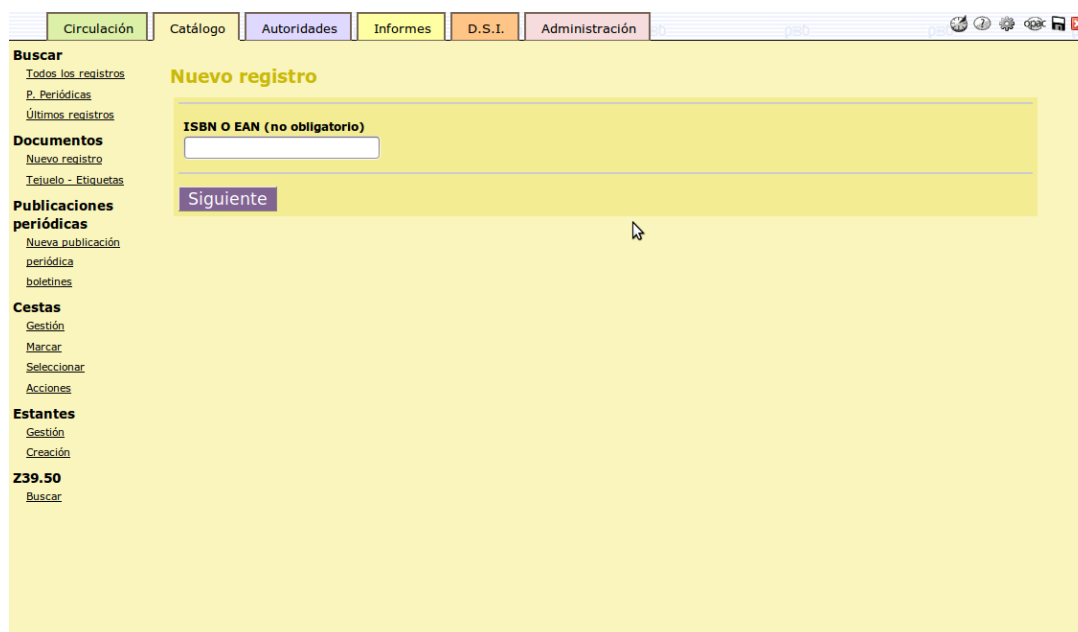 Circulación Catálogo Autoridades Informes D.S.I. Administración opac
Buscar
Todos los registros
P. Periódicas
Últimos registros
Documentos
Nuevo registro
Tejuelo - Etiquetas
Publicaciones
periódicas
Nueva publicación
periódica
boletines
Cestas
Gestión
Marcar
Seleccionar
Acciones
Estantes
Gestión
Creación
Z39.50
Buscar
Nuevo registro
ISBN O EAN (no obligatorio)
Siguiente